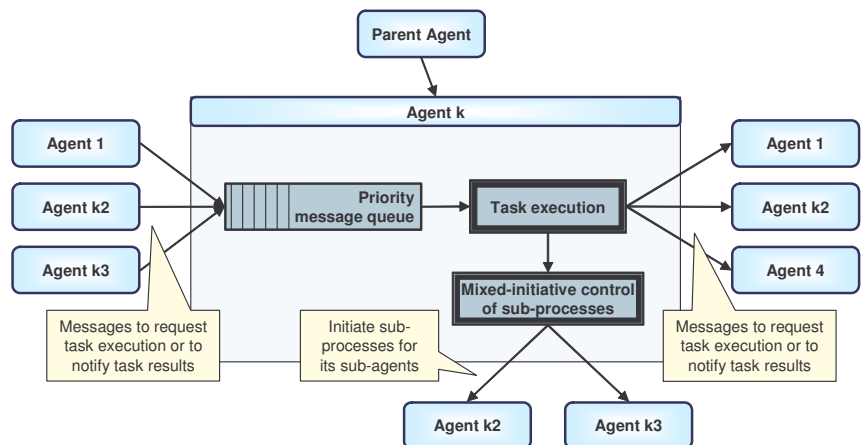 Parent Agent
Agent k
Agent 1
Agent k2
Agent k3
Priority
message queue
Task execution
Mixed-initiative control
of sub-processes
Agent 1
Agent k2
Agent 4
Messages to request
task execution or to
notify task results
Initiate sub-
processes for
its sub-agents
Messages to request
task execution or to
notify task results
Agent k2
Agent k3